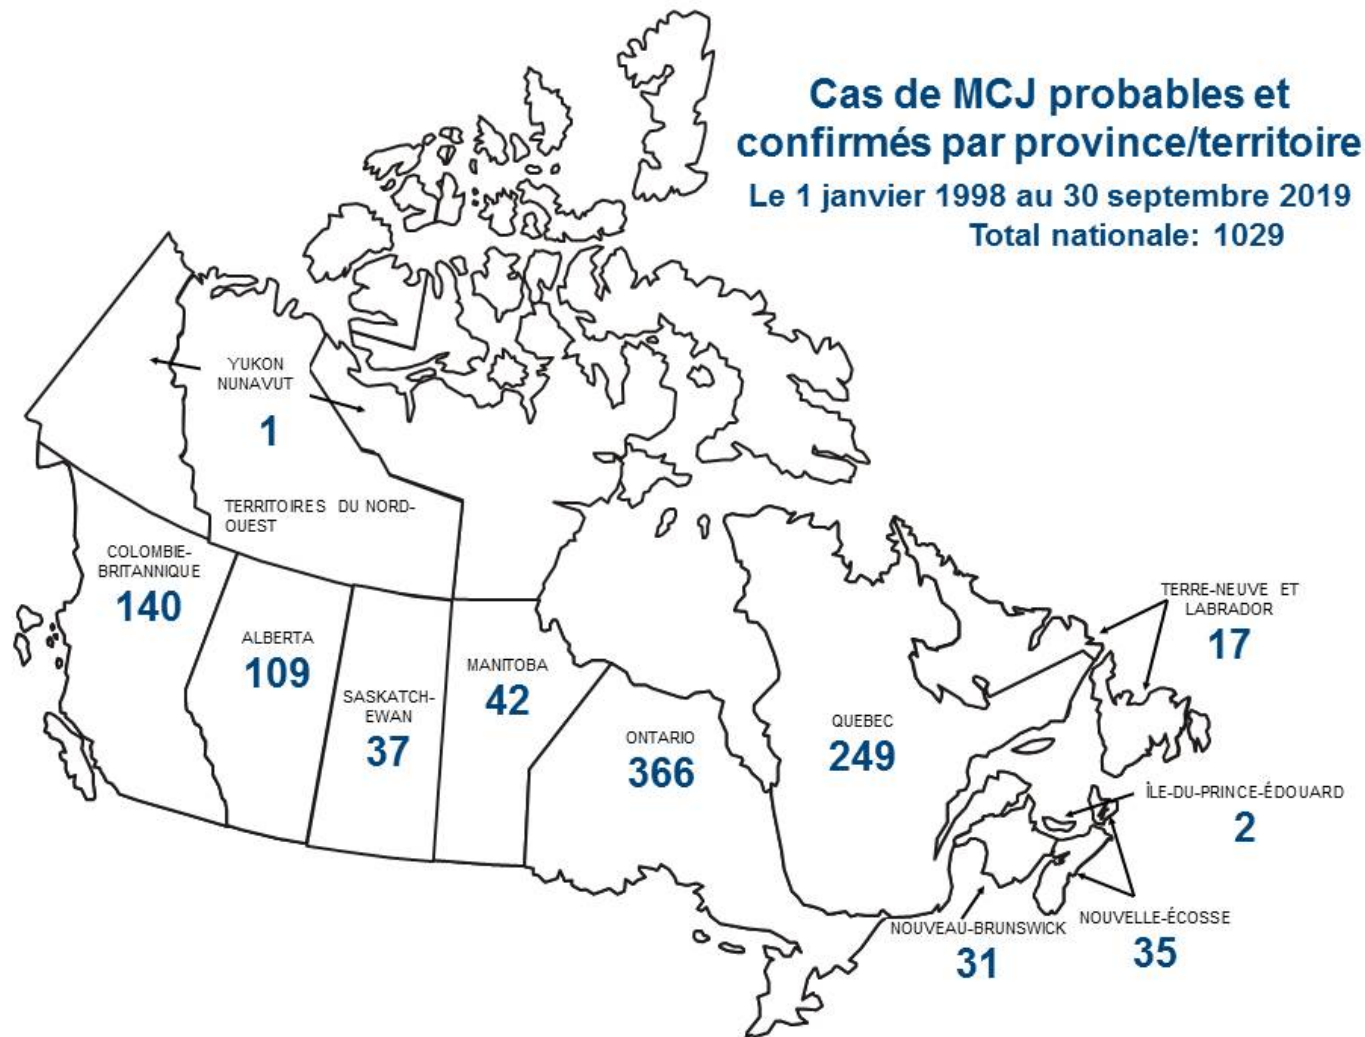 Cas de MCJ probables et
confirmés par province/territoire
Le 1 janvier 1998 au 30 septembre 2019
Total nationale: 1029
YUKON
NUNAVUT
1
TERRITOIRES DU NORD-
OUEST
COLOMBIE-
BRITANNIQUE
140
ALBERTA
109
SASKATCH-
EWAN
37
MANITOBA
42
ONTARIO
366
QUEBEC
249
TERRE-NEUVE ET
LABRADOR
17
ÎLE-DU-PRINCE-ÉDOUARD
2
NOUVELLE-ÉCOSSE
35
NOUVEAU-BRUNSWICK
31